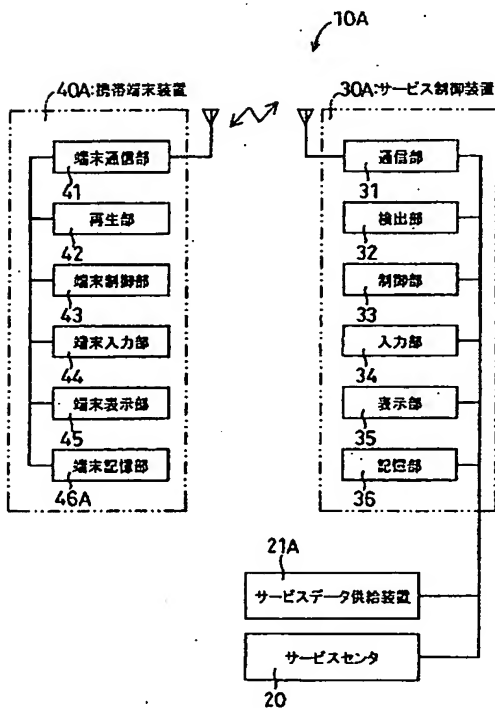 10A
40A:携帯端末装置
端末通信部
41
再生部
42
端末制御部
43
端末入力部
44
端末表示部
45
端末記憶部
46A
30A:サービス制御装置
通信部
31
検出部
32
制御部
33
入力部
34
表示部
35
記憶部
36
21A
サービスデータ供給装置
サービスセンタ
20